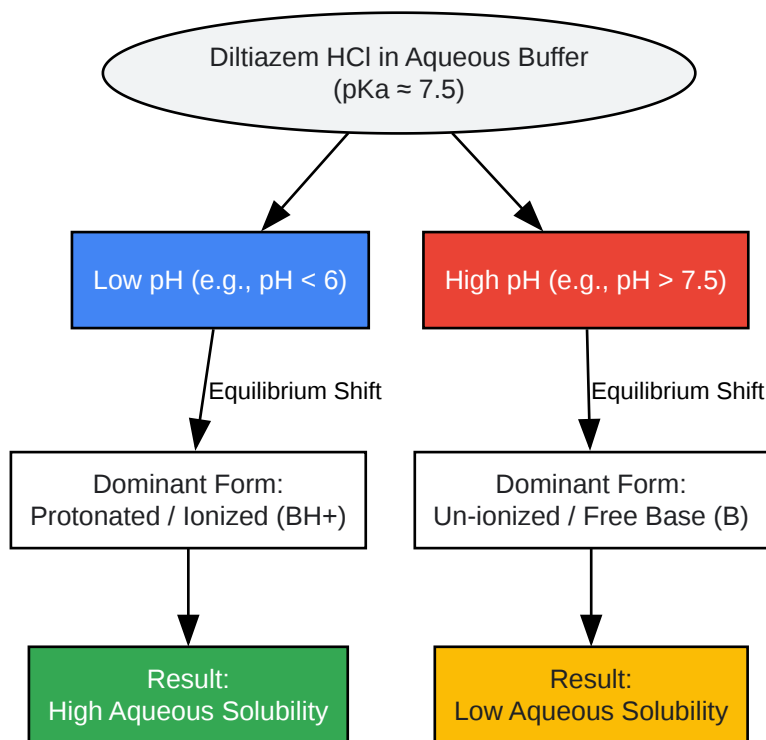 Diltiazem HCl in Aqueous Buffer
(pKa ≈ 7.5)
Low pH (e.g., pH < 6)
High pH (e.g., pH > 7.5)
Equilibrium Shift
Equilibrium Shift
Dominant Form:
Protonated / Ionized (BH+)
Dominant Form:
Un-ionized / Free Base (B)
Result:
High Aqueous Solubility
Result:
Low Aqueous Solubility